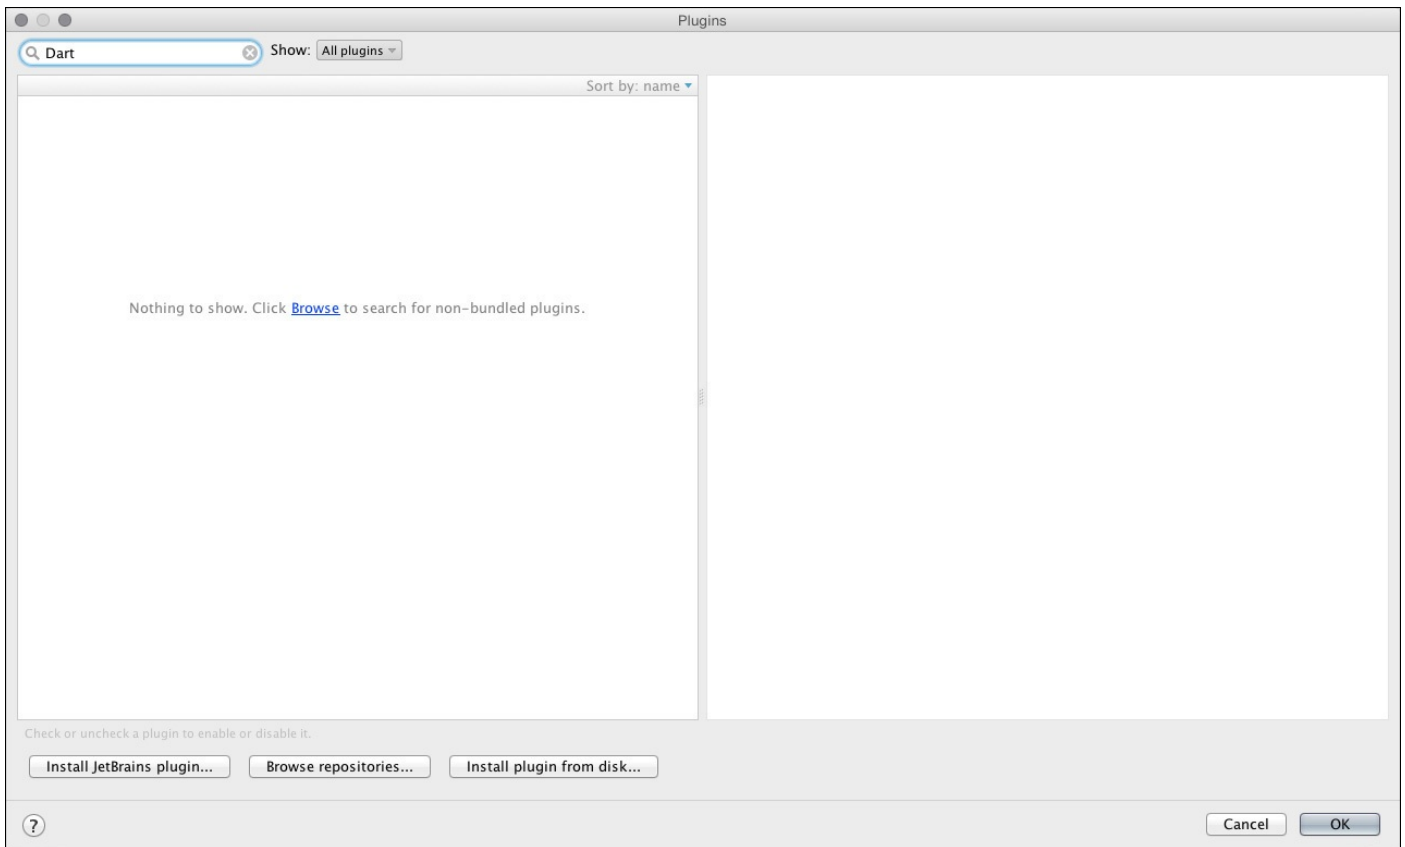 Plugins
Dart
Show: All plugins
Sort by: name
Nothing to show. Click Browse to search for non-bundled plugins.
Check or uncheck a plugin to enable or disable it.
Install JetBrains plugin... Browse repositories... Install plugin from disk...
? Cancel OK